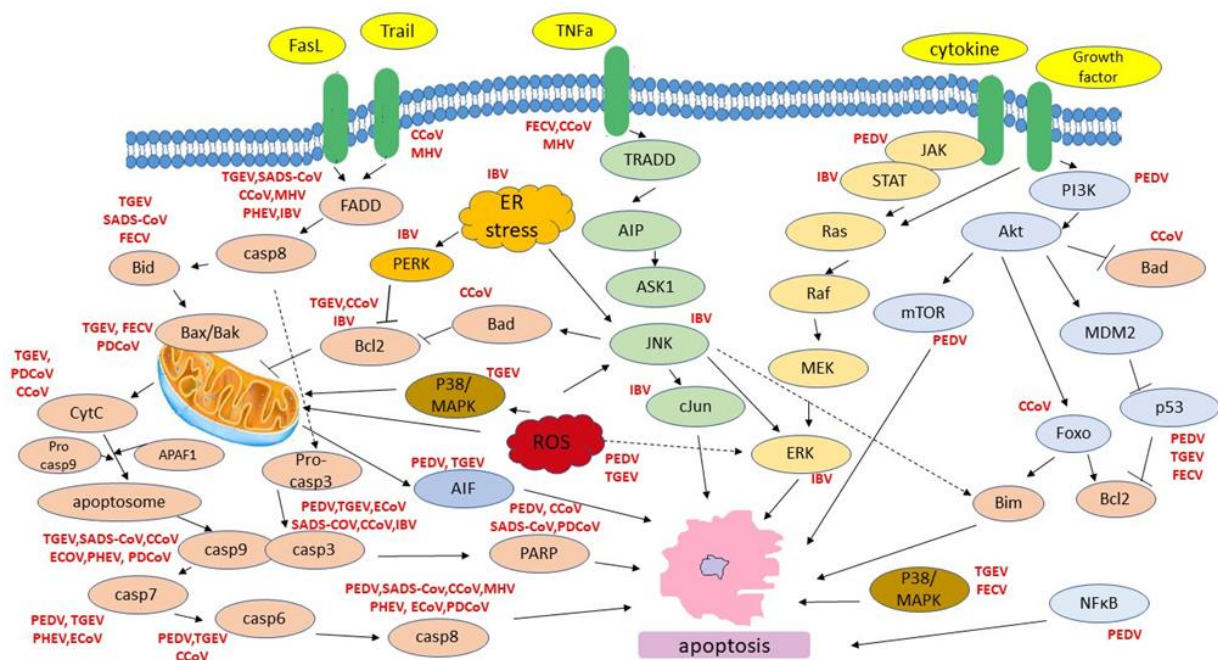 FasL
Trail
TNFa
cytokine
Growth
factor
CCoV
MHV
FECV,CCoV
MHV
TRADD
PEDV
JAK
IBV
STAT
PI3K
PEDV
TGEV,SADS-CoV
CCoV,MHV
PHEV,IBV
FADD
IBV
ER
stress
TGEV
SADS-CoV
FECV
Bid
casp8
IBV
PERK
AIP
ASK1
Ras
Raf
Akt
CCoV
Bad
TGEV, FECV
PDCoV
Bax/Bak
TGEV,CCoV
IBV
Bcl2
CCoV
Bad
IBV
JNK
MEK
mTOR
PEDV
MDM2
TGEV,
PDCoV
CCoV
CytC
P38/
MAPK
TGEV
IBV
cJun
CCoV
Foxo
p53
PEDV
TGEV
FECV
Pro
casp9
APAF1
Pro-
casp3
ROS
PEDV
TGEV
ERK
IBV
PEDV, TGEV
AIF
Bim
Bcl2
apoptosome
PEDV,TGEV,ECoV
SADS-COV,CCoV,IBV
PEDV, CCoV
SADS-CoV,PDCoV
TGEV,SADS-CoV,CCoV
ECOV,PHEV, PDCoV
casp9
casp3
PARP
casp7
PEDV, TGEV
PHEV,ECoV
PEDV,TGEV
CCoV
casp6
PEDV,SADS-Cov,CCoV,MHV
PHEV, ECoV,PDCoV
casp8
P38/
MAPK
TGEV
FECV
NFκB
PEDV
apoptosis